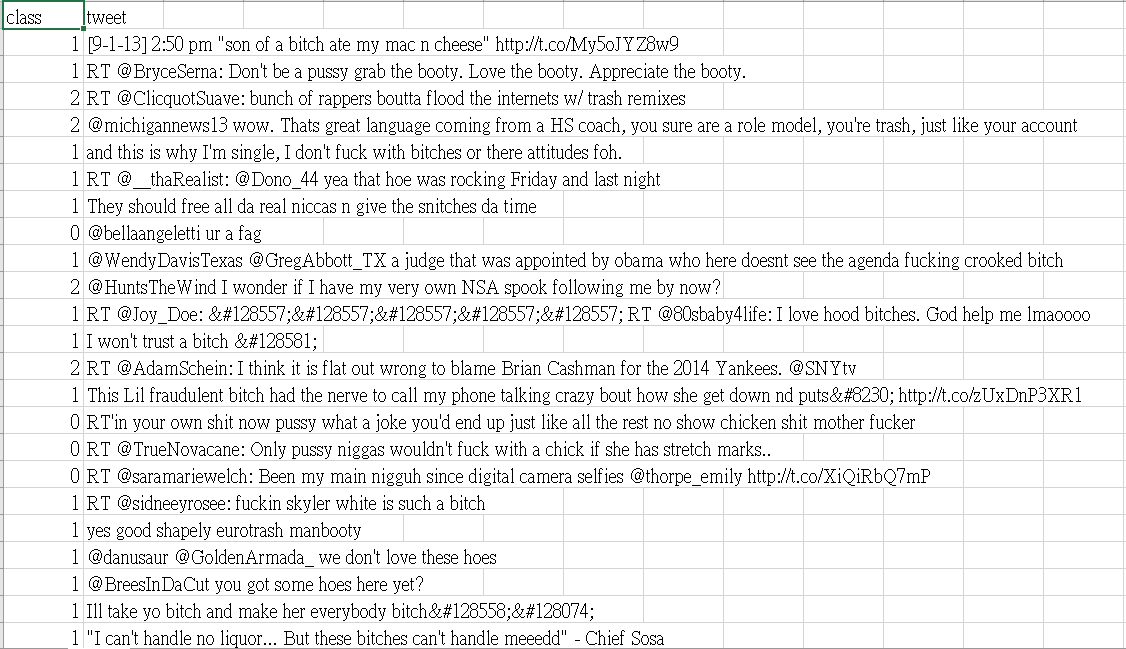 class tweet
1 [9-1-13] 2:50 pm "son of a bitch ate my mac n cheese" http://t.co/My5oJYZ8w9
1 RT @BryceSerna: Don't be a pussy grab the booty. Love the booty. Appreciate the booty.
2 RT @ClicquotSuave: bunch of rappers boutta flood the internets w/ trash remixes
2 @michigannews13 wow. Thats great language coming from a HS coach, you sure are a role model, you're trash, just like your account
1 and this is why I'm single, I don't fuck with bitches or there attitudes foh.
1 RT @__thaRealist: @Dono_44 yea that hoe was rocking Friday and last night
1 They should free all da real niccas n give the snitches da time
0 @bellaangeletti ur a fag
1 @WendyDavisTexas @GregAbbott_TX a judge that was appointed by obama who here doesnt see the agenda fucking crooked bitch
2 @HuntsTheWind I wonder if I have my very own NSA spook following me by now?
1 RT @Joy_Doe: &#128557;&#128557;&#128557;&#128557;&#128557; RT @80sbaby4life: I love hood bitches. God help me lmaoooo
1 I won't trust a bitch &#128581;
2 RT @AdamSchein: I think it is flat out wrong to blame Brian Cashman for the 2014 Yankees. @SNYtv
1 This Lil fraudulent bitch had the nerve to call my phone talking crazy bout how she get down nd puts&#8230; http://t.co/zUxDnP3XR1
0 RT'in your own shit now pussy what a joke you'd end up just like all the rest no show chicken shit mother fucker
0 RT @TrueNovacane: Only pussy niggas wouldn't fuck with a chick if she has stretch marks..
0 RT @saramariewelch: Been my main nigguh since digital camera selfies @thorpe_emily http://t.co/XiQiRbQ7mP
1 RT @sidneeyrosee: fuckin skyler white is such a bitch
1 yes good shapely eurotrash manbooty
1 @danusaur @GoldenArmada_ we don't love these hoes
1 @BreesInDaCut you got some hoes here yet?
1 Ill take yo bitch and make her everybody bitch&#128558;&#128074;
1 "I can't handle no liquor... But these bitches can't handle meeedd" - Chief Sosa